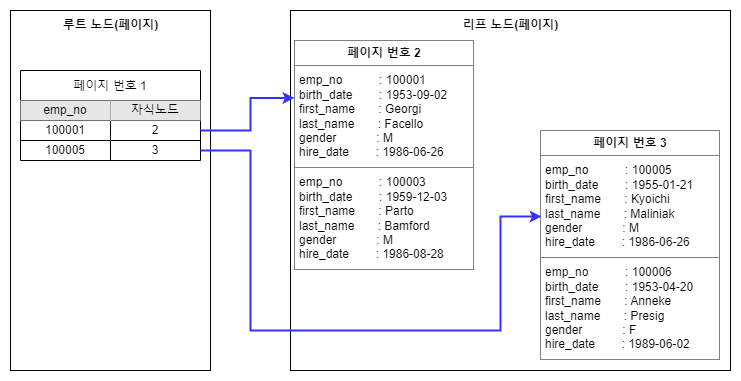 루트 노드(페이지)
페이지 번호 1
emp_no 자식노드
100001 2
100005 3
리프 노드(페이지)
페이지 번호 2
emp_no : 100001
birth_date : 1953-09-02
first_name : Georgi
last_name : Facello
gender : M
hire_date : 1986-06-26
emp_no : 100003
birth_date : 1959-12-03
first_name : Parto
last_name : Bamford
gender : M
hire_date : 1986-08-28
페이지 번호 3
emp_no : 100005
birth_date : 1955-01-21
first_name : Kyoichi
last_name : Maliniak
gender : M
hire_date : 1986-06-26
emp_no : 100006
birth_date : 1953-04-20
first_name : Anneke
last_name : Presig
gender : F
hire_date : 1989-06-02